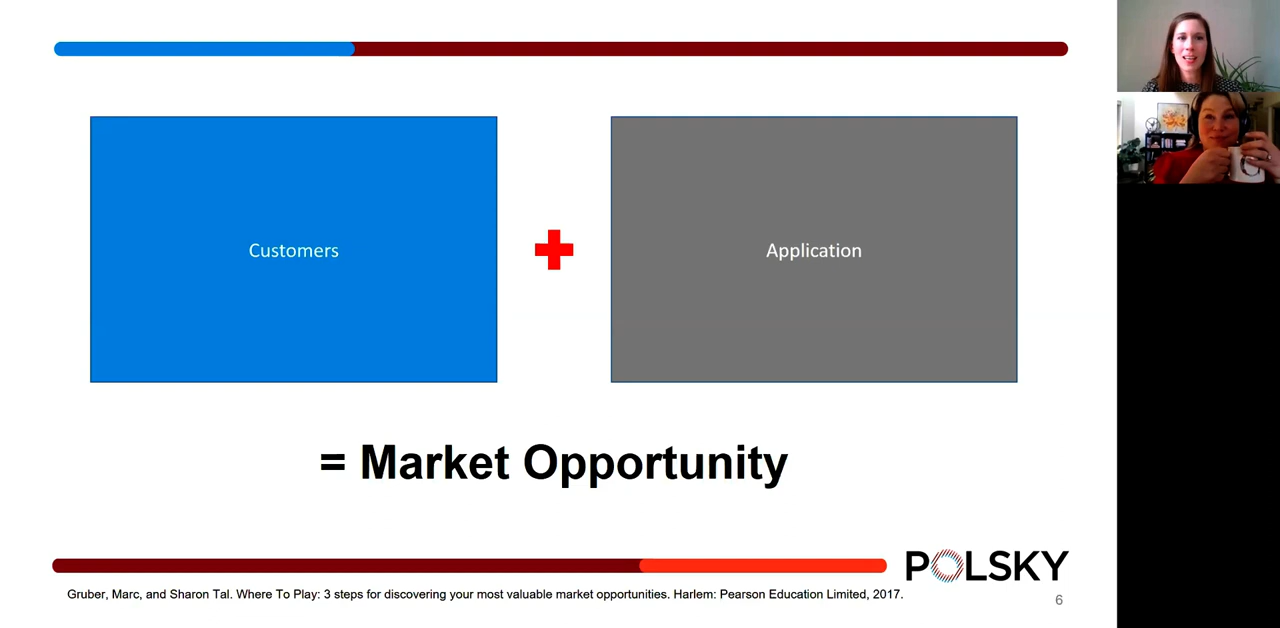 Customers
Application
= Market Opportunity
POLSKY
Gruber, Marc, and Sharon Tal. Where To Play: 3 steps for discovering your most valuable market opportunities. Harlem: Pearson Education Limited, 2017.
6